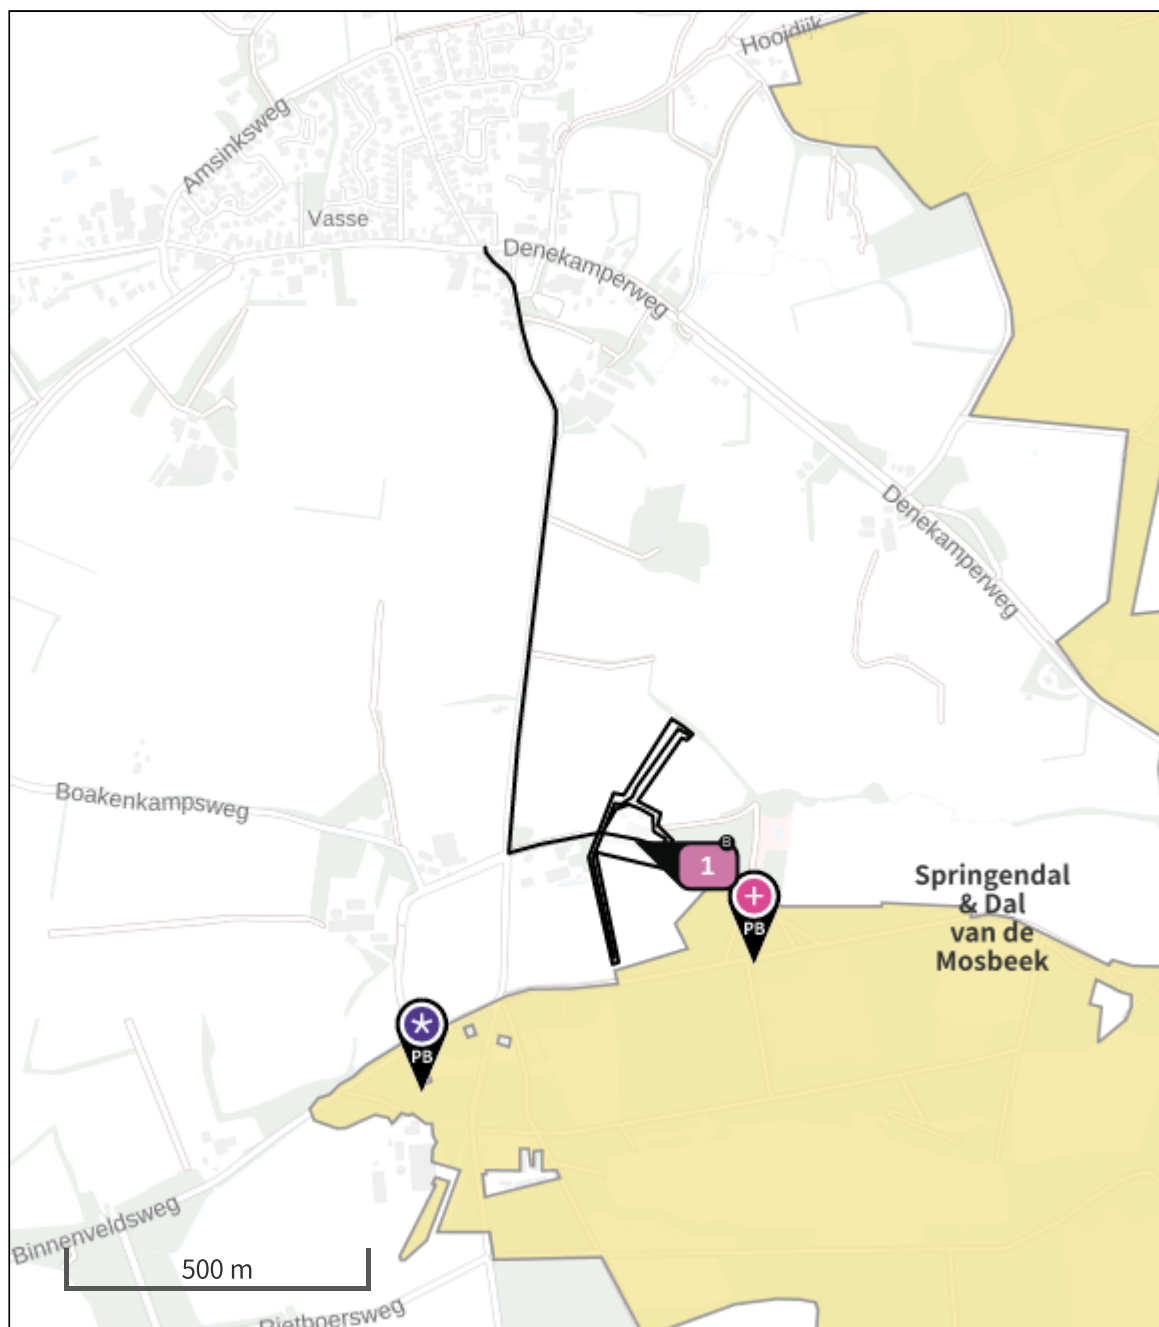 Hooidijk
Amsinksweg
Vasse
Denekamperweg
Denekamperweg
Boakenkampsweg
B
1
PB
Springendal
& Dal
van de
Mosbeek
PB
Binnenveldsweg
500 m